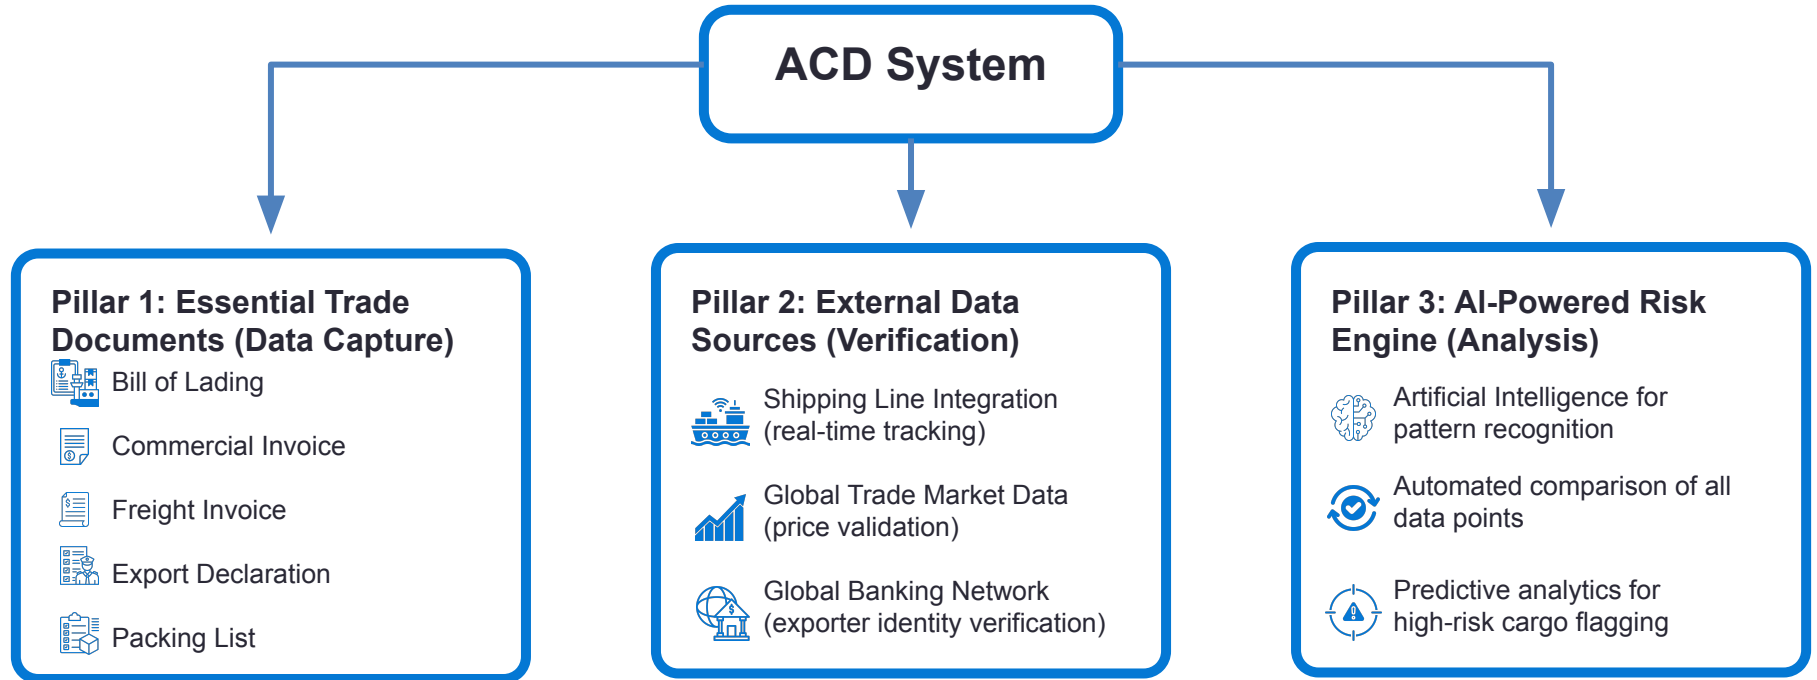 ACD System
Pillar 1: Essential Trade
Documents (Data Capture)
Bill of Lading
Commercial Invoice
Freight Invoice
Export Declaration
Packing List
Pillar 2: External Data
Sources (Verification)
Shipping Line Integration
(real-time tracking)
Global Trade Market Data
(price validation)
Global Banking Network
(exporter identity verification)
Pillar 3: AI-Powered Risk
Engine (Analysis)
Artificial Intelligence for
pattern recognition
Automated comparison of all
data points
Predictive analytics for
high-risk cargo flagging